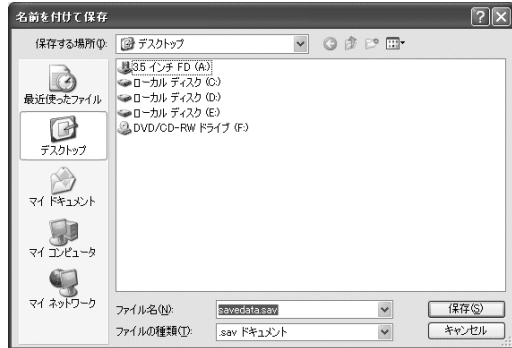 名前を付けて保存
保存する場所(I):
デスクトップ
最近使ったファイル
デスクトップ
マイ ドキュメント
マイ コンピュータ
マイ ネットワーク
3.5 インチ FD (A:)
ローカル ディスク (C:)
ローカル ディスク (D:)
ローカル ディスク (E:)
DVD/CD-RW ドライブ (F:)
ファイル名(N):
savedata.sav
保存(S)
ファイルの種類(T):
.sav ドキュメント
キャンセル